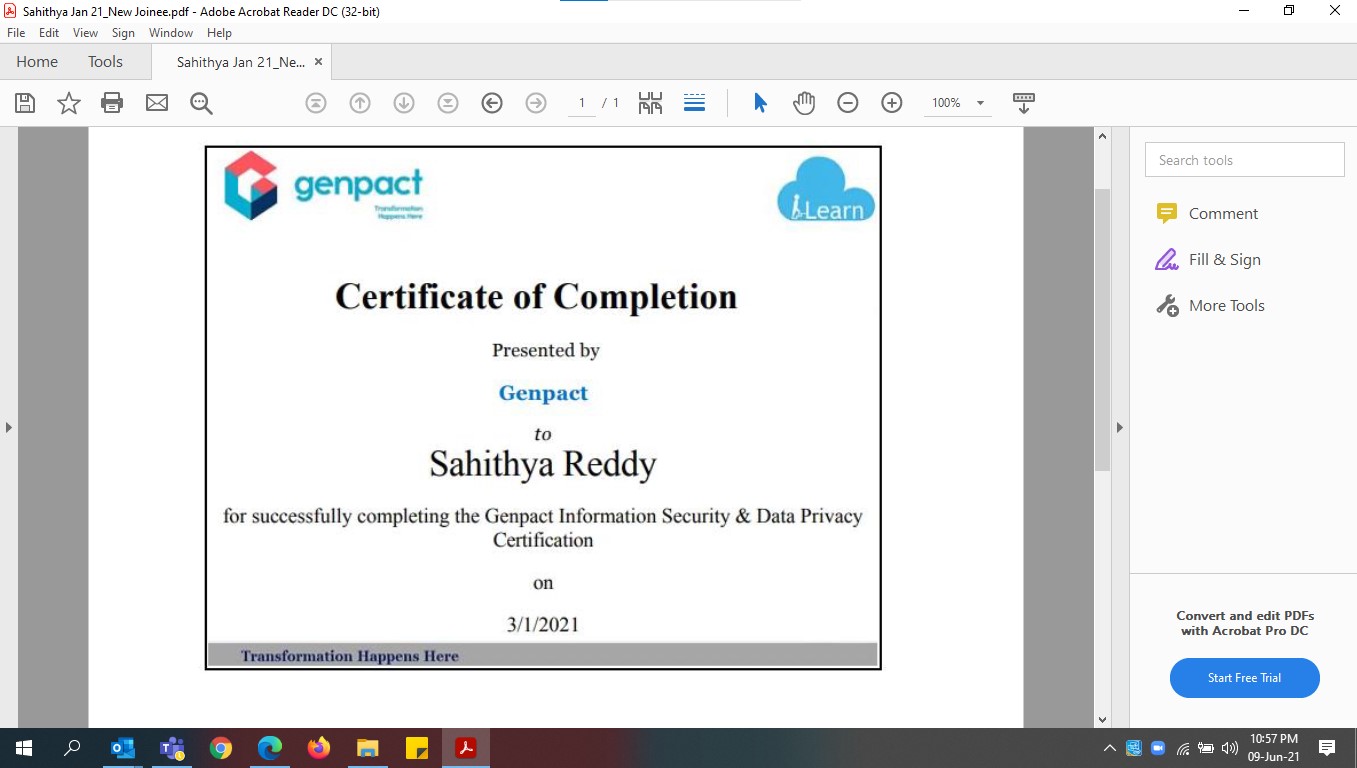 Sahithya Jan 21_New Joinee.pdf - Adobe Acrobat Reader DC (32-bit)
File Edit View Sign Window Help
Home Tools Sahithya Jan 21_Ne... ×
1 / 1 100%
Search tools
Comment
Fill & Sign
More Tools
genpact
Transformation
Happens Here
i-Learn
Certificate of Completion
Presented by
Genpact
to
Sahithya Reddy
for successfully completing the Genpact Information Security & Data Privacy
Certification
on
3/1/2021
Transformation Happens Here
Convert and edit PDFs
with Acrobat Pro DC
Start Free Trial
10:57 PM
09-Jun-21